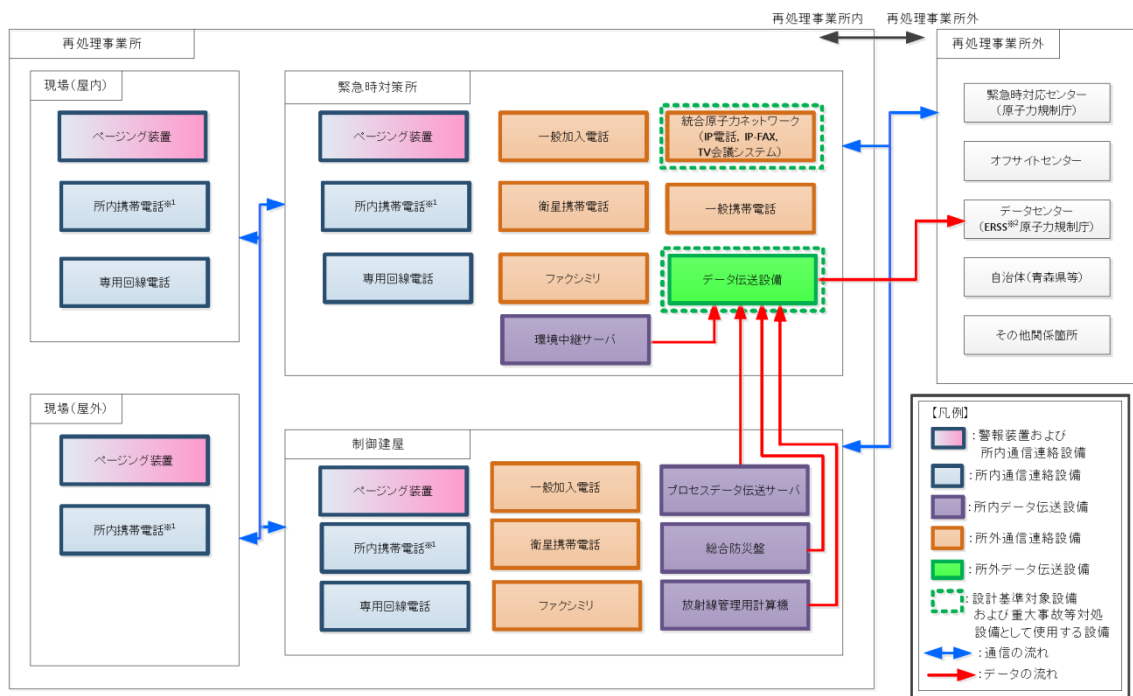 再処理事業所内
再処理事業所外
再処理事業所
現場(屋内)
ページング装置
所内携帯電話※1
専用回線電話
現場(屋外)
ページング装置
所内携帯電話※1
緊急時対策所
ページング装置
一般加入電話
統合原子力ネットワーク
(IP電話, IP-FAX,
TV会議システム)
所内携帯電話※1
衛星携帯電話
一般携帯電話
専用回線電話
ファクシミリ
データ伝送設備
環境中継サーバ
制御建屋
ページング装置
一般加入電話
プロセスデータ伝送サーバ
所内携帯電話※1
衛星携帯電話
総合防災盤
専用回線電話
ファクシミリ
放射線管理用計算機
再処理事業所外
緊急時対応センター
(原子力規制庁)
オフサイトセンター
データセンター
(ERSS※2原子力規制庁)
自治体(青森県等)
その他関係箇所
【凡例】
:警報装置および
所内通信連絡設備
:所内通信連絡設備
:所内データ伝送設備
:所外通信連絡設備
:所外データ伝送設備
:設計基準対象設備
および重大事故等対処
設備として使用する設備
:通信の流れ
:データの流れ